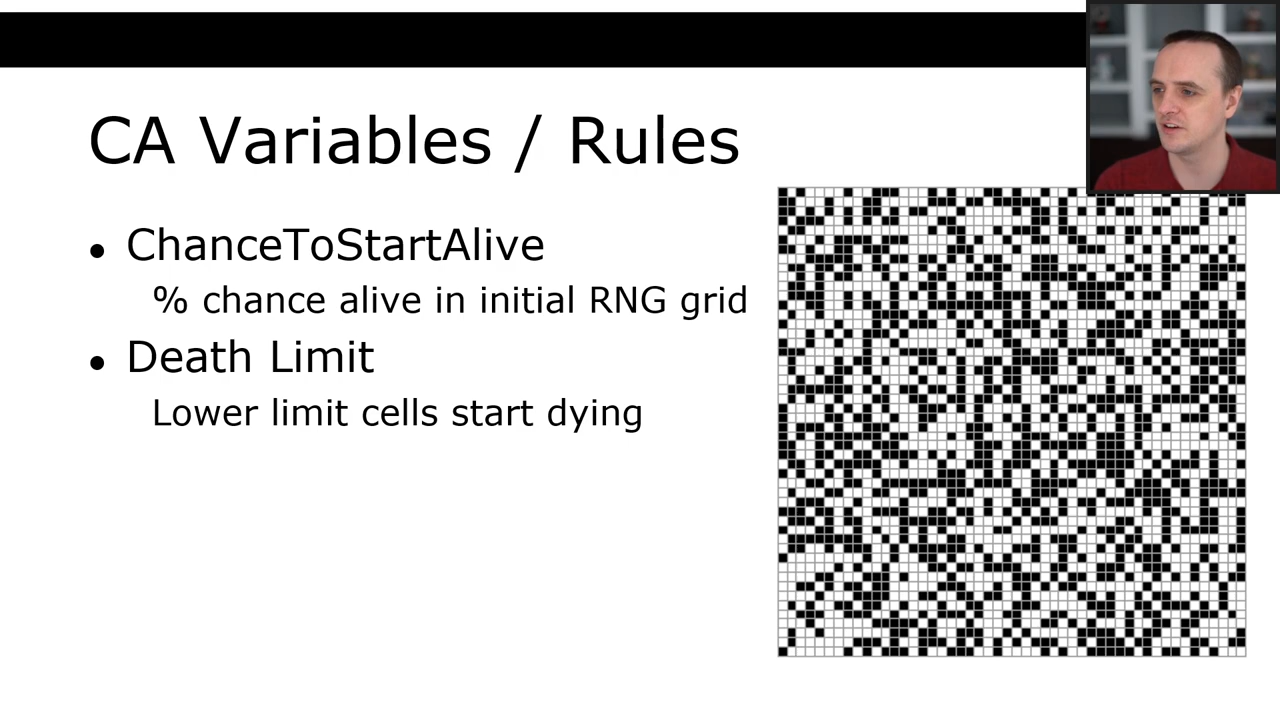 CA Variables / Rules
• ChanceToStartAlive
% chance alive in initial RNG grid
• Death Limit
Lower limit cells start dying